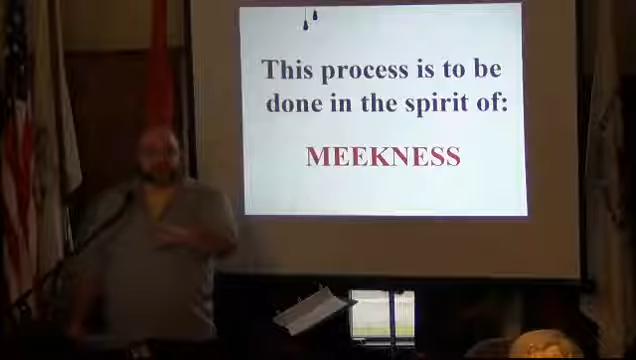 This process is to be
done in the spirit of:
MEEKNESS